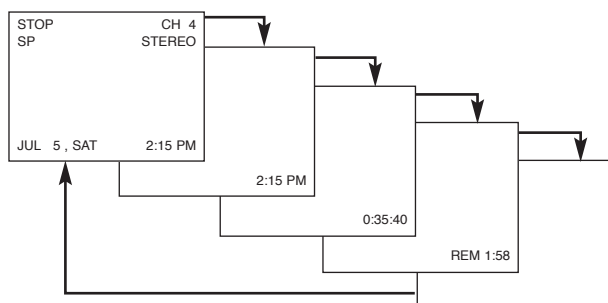 STOP CH 4
SP STEREO
JUL 5 , SAT 2:15 PM
2:15 PM
0:35:40
REM 1:58